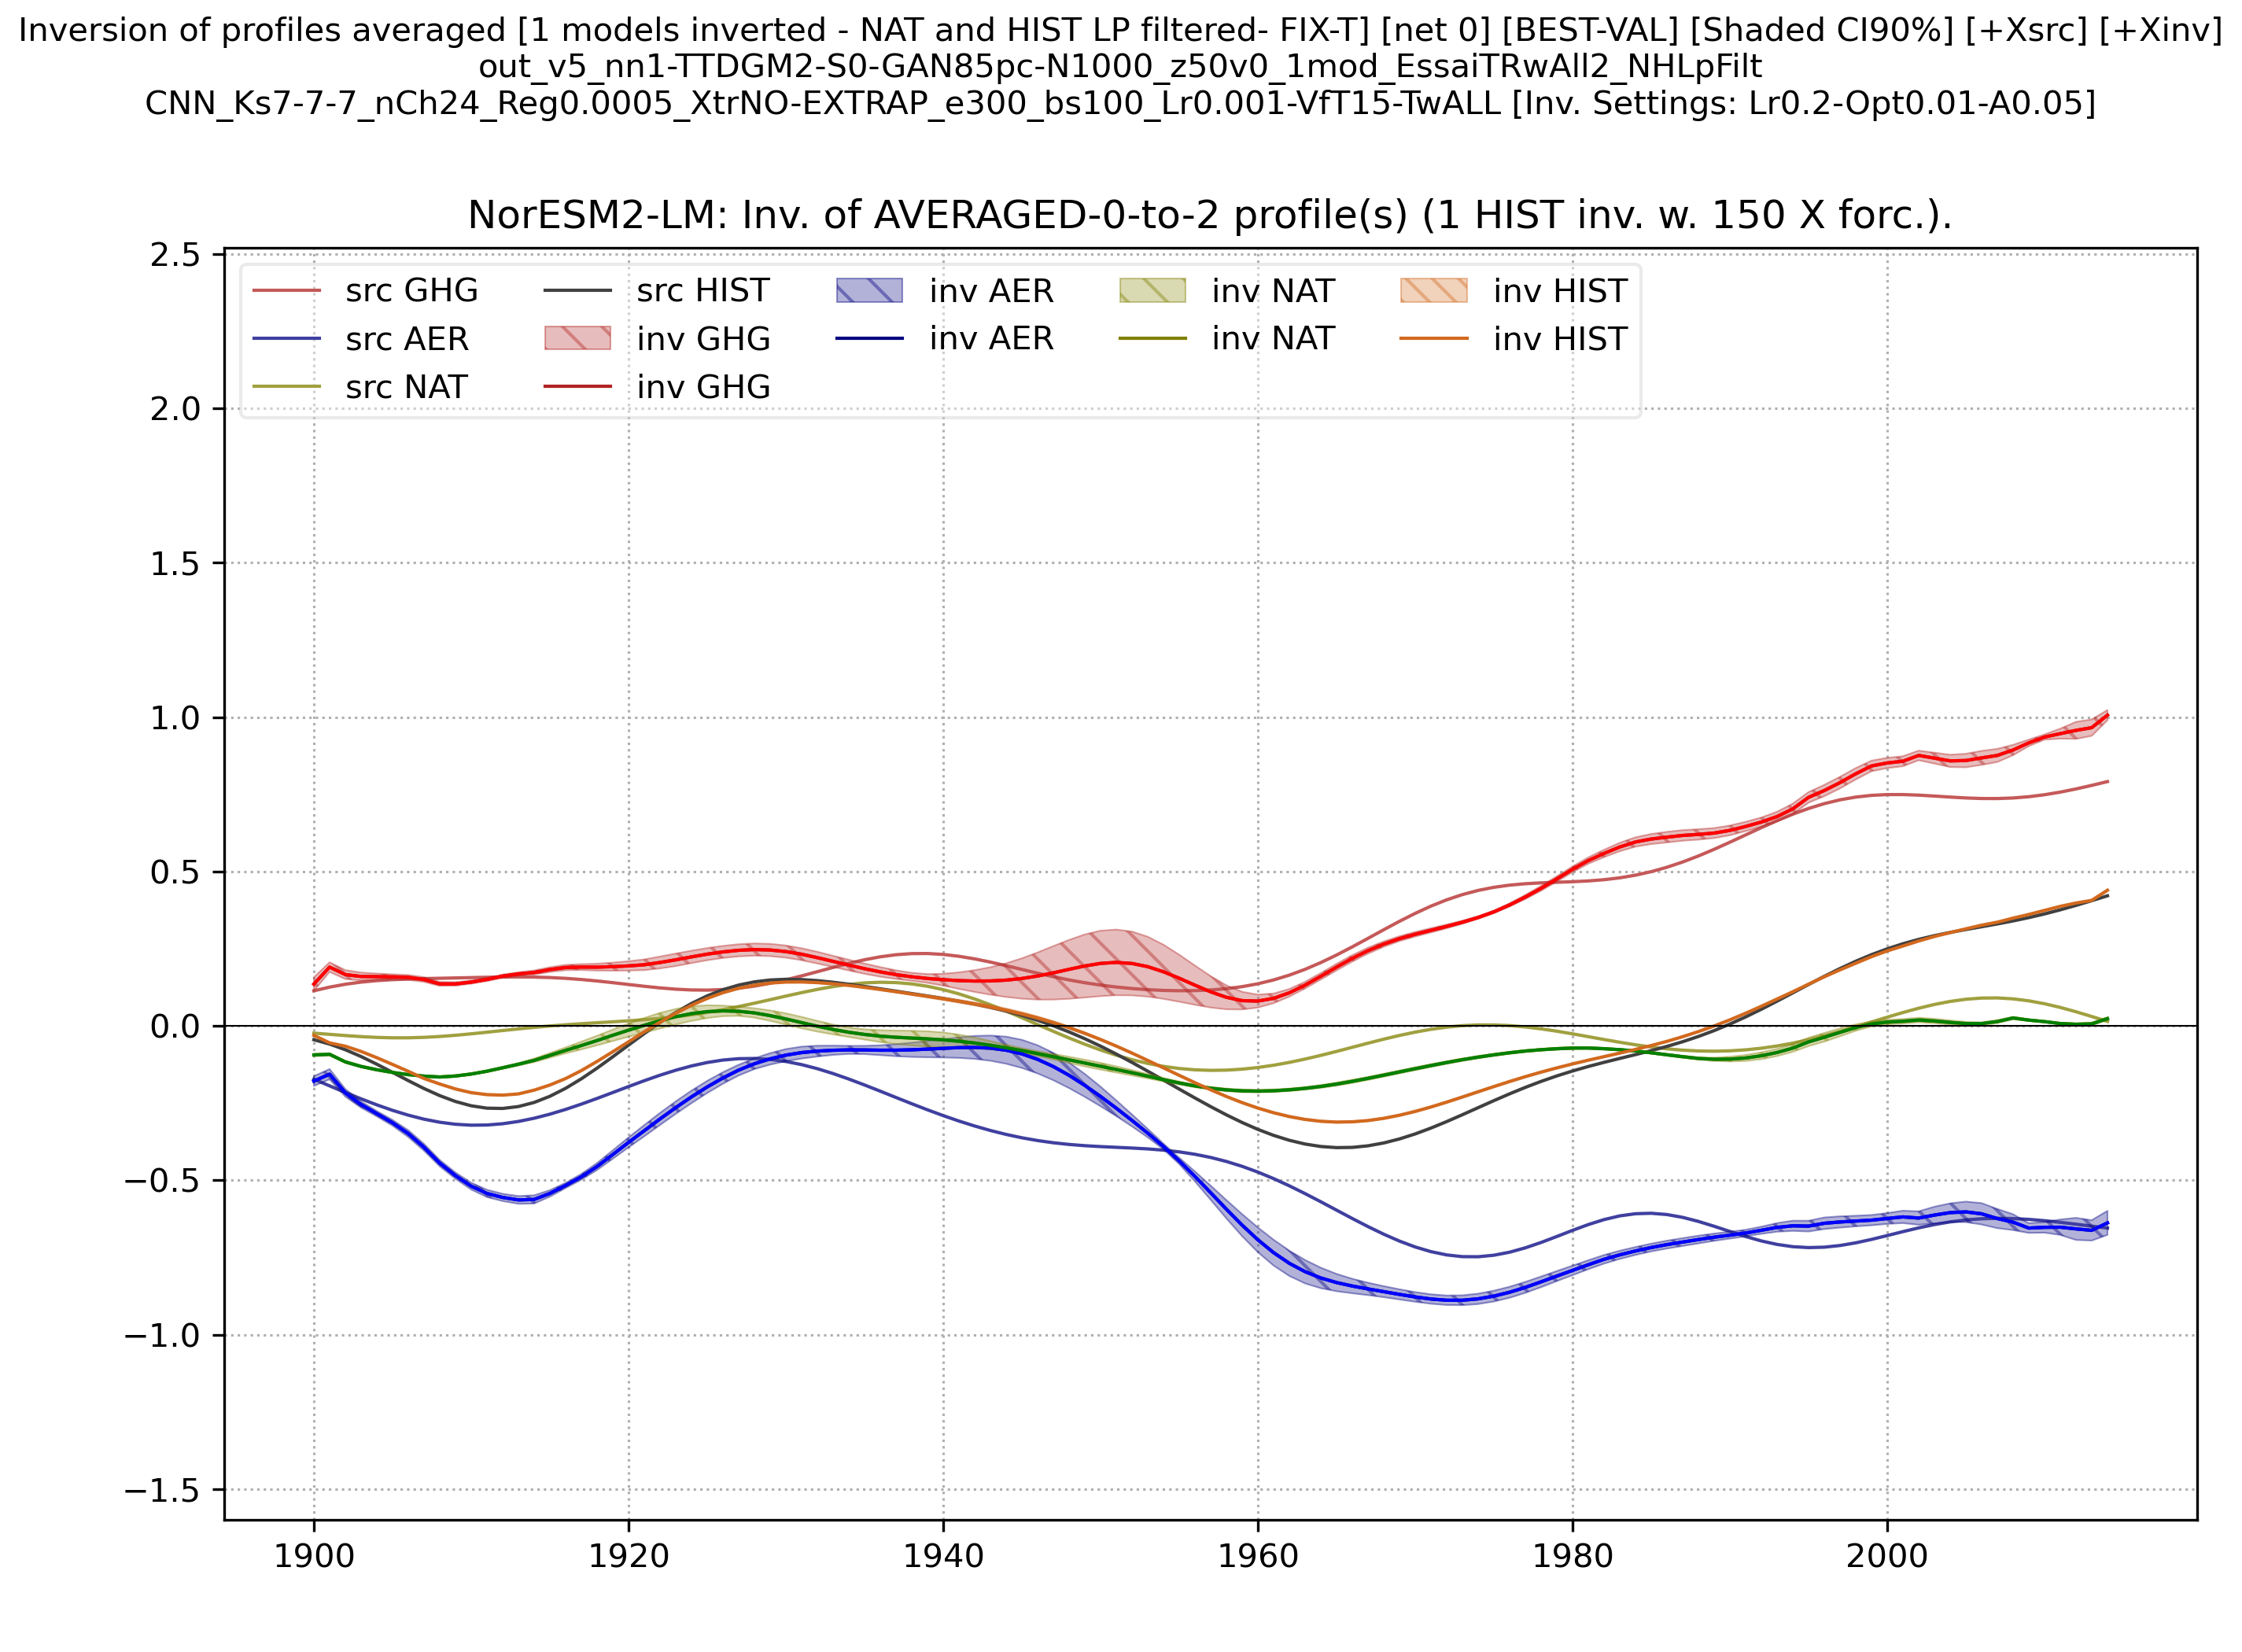 Inversion of profiles averaged [1 models inverted - NAT and HIST LP filtered- FIX-T] [net 0] [BEST-VAL] [Shaded CI90%] [+Xsrc] [+Xinv]
out_v5_nn1-TTDGM2-S0-GAN85pc-N1000_z50v0_1mod_EssaiTRwAll2_NHLpFilt
CNN_Ks7-7-7_nCh24_Reg0.0005_XtrNO-EXTRAP_e300_bs100_Lr0.001-VfT15-TwALL [Inv. Settings: Lr0.2-Opt0.01-A0.05]
NorESM2-LM: Inv. of AVERAGED-0-to-2 profile(s) (1 HIST inv. w. 150 X forc.).
src GHG
src AER
src NAT
src HIST
inv GHG
inv GHG
inv AER
inv AER
inv NAT
inv NAT
inv HIST
inv HIST
2.5
2.0
1.5
1.0
0.5
0.0
−0.5
−1.0
−1.5
1900 1920 1940 1960 1980 2000